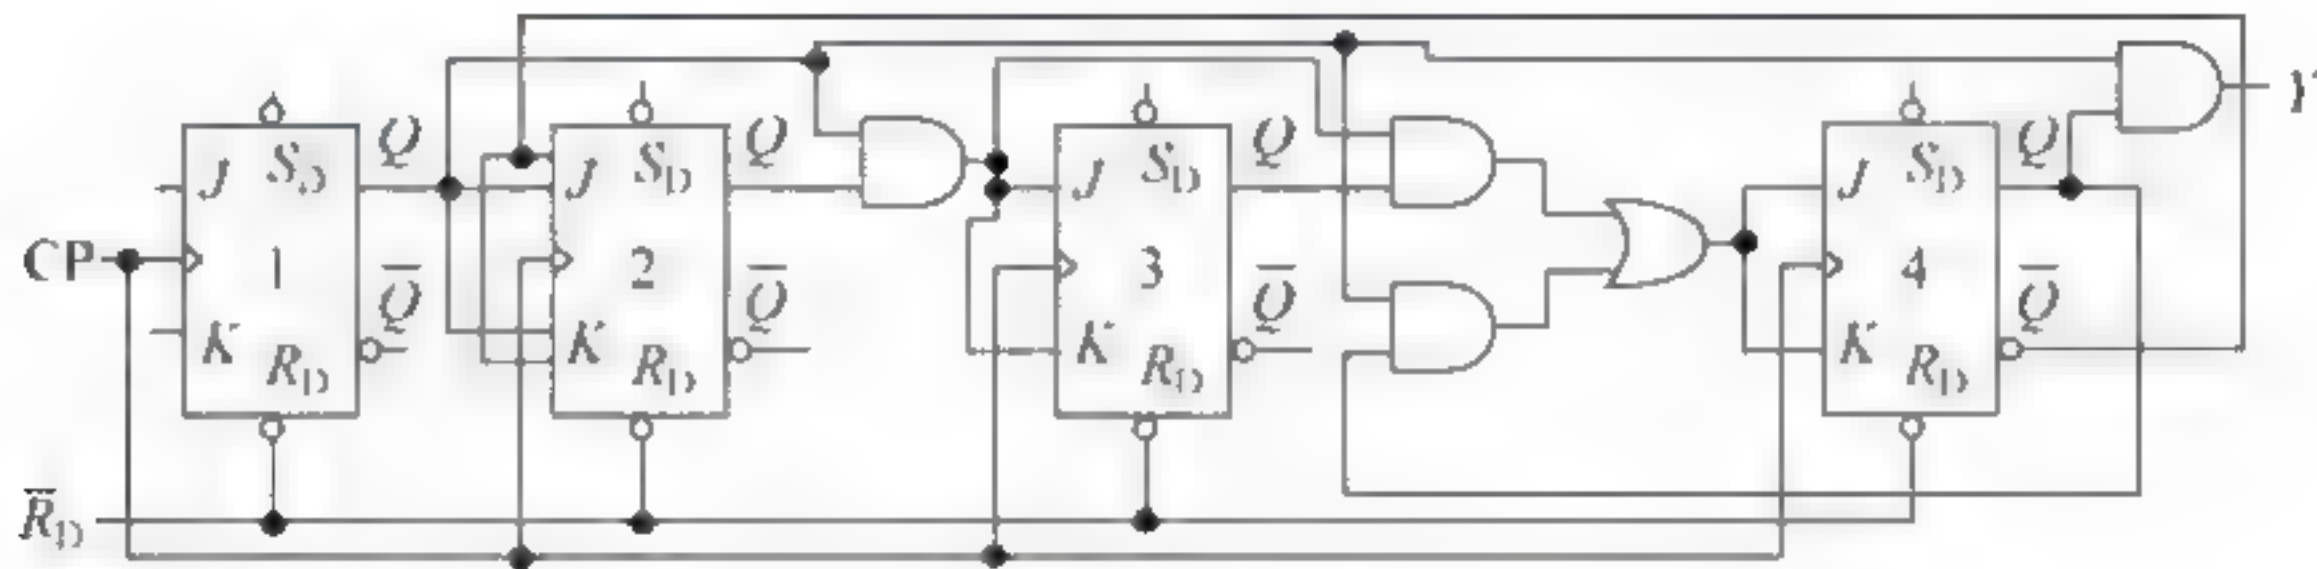 Q Q Q Q Y
J S_D J S_D J S_D J S_D
CP 1 2 3 4
Q̅ Q̅ Q̅ Q̅
K R_D K R_D K R_D K R_D
R̅_D